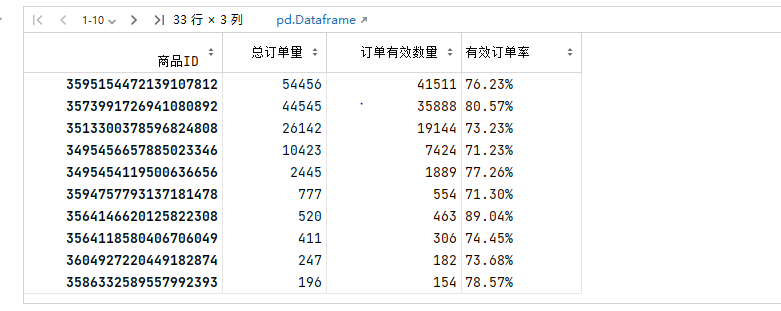 1-10 33 行 × 3 列 pd.Dataframe
商品ID 总订单量 订单有效数量 有效订单率
3595154472139107812 54456 41511 76.23%
3573991726941080892 44545 35888 80.57%
3513300378596824808 26142 19144 73.23%
3495456657885023346 10423 7424 71.23%
3495454119500636656 2445 1889 77.26%
3594757793137181478 777 554 71.30%
3564146620125822308 520 463 89.04%
3564118580406706049 411 306 74.45%
3604927220449182874 247 182 73.68%
3586332589557992393 196 154 78.57%